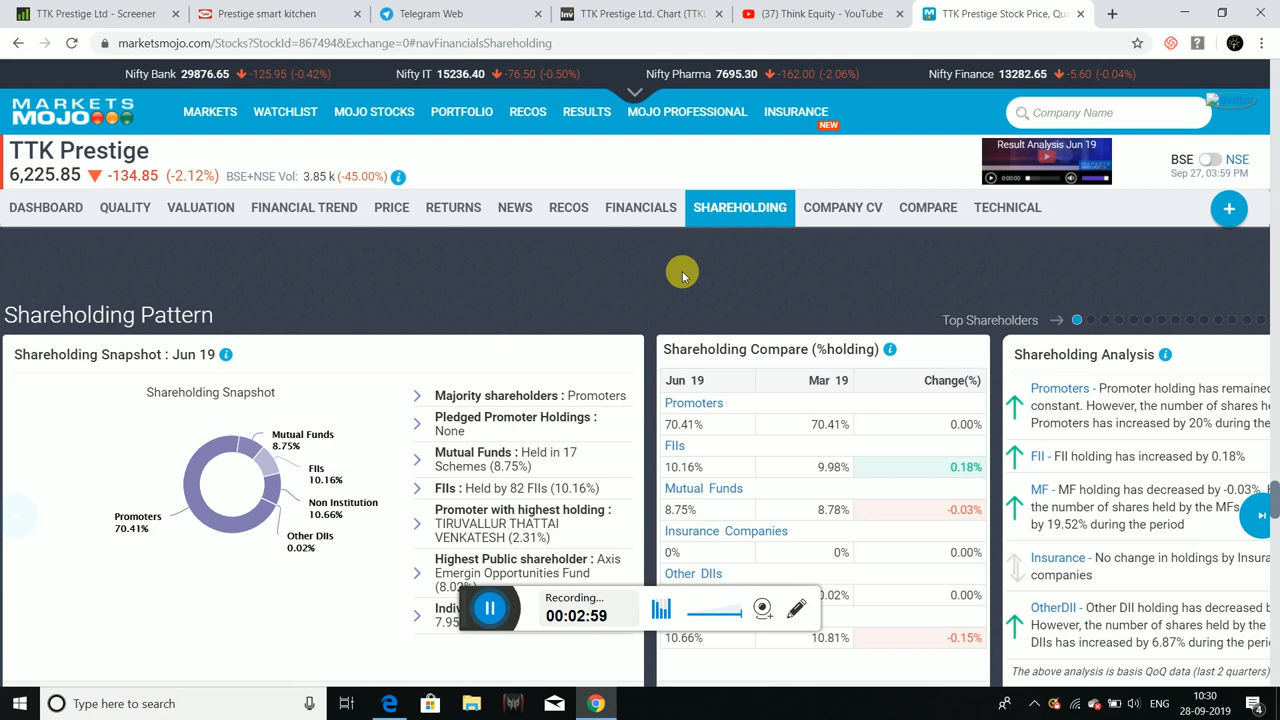 TTK Prestige Ltd - Screener
Prestige smart kitchen
Telegram Web
TTK Prestige Ltd. Chart (TTK
(37) Think Equity - YouTube
TTK Prestige Stock Price, Qu
marketsmojo.com/Stocks?StockId=867494&Exchange=0#navFinancialsShareholding
Nifty Bank 29876.65 -125.95 (-0.42%)
Nifty IT 15236.40 -76.50 (-0.50%)
Nifty Pharma 7695.30 -162.00 (-2.06%)
Nifty Finance 13282.65 -5.60 (-0.04%)
MARKETS
MOJO
MARKETS WATCHLIST MOJO STOCKS PORTFOLIO RECOS RESULTS MOJO PROFESSIONAL INSURANCE
NEW
Company Name
avatar
TTK Prestige
6,225.85 -134.85 (-2.12%) BSE+NSE Vol: 3.85 k (-45.00%)
Result Analysis Jun 19
0:00:00
BSE NSE
Sep 27, 03:59 PM
DASHBOARD QUALITY VALUATION FINANCIAL TREND PRICE RETURNS NEWS RECOS FINANCIALS SHAREHOLDING COMPANY CV COMPARE TECHNICAL
+
Shareholding Pattern
Top Shareholders
Shareholding Snapshot : Jun 19
Shareholding Snapshot
Mutual Funds
8.75%
FIIs
10.16%
Non Institution
10.66%
Other DIIs
0.02%
Promoters
70.41%
Majority shareholders : Promoters
Pledged Promoter Holdings :
None
Mutual Funds : Held in 17
Schemes (8.75%)
FIIs : Held by 82 FIIs (10.16%)
Promoter with highest holding :
TIRUVALLUR THATTAI
VENKATESH (2.31%)
Highest Public shareholder : Axis
Emergin Opportunities Fund
(8.02%
Indi
7.95
Shareholding Compare (%holding)
Jun 19 Mar 19 Change(%)
Promoters
70.41% 70.41% 0.00%
FIIs
10.16% 9.98% 0.18%
Mutual Funds
8.75% 8.78% -0.03%
Insurance Companies
0% 0% 0.00%
Other DIIs
0.02% 0.00%
10.66% 10.81% -0.15%
Shareholding Analysis
Promoters - Promoter holding has remained
constant. However, the number of shares he
Promoters has increased by 20% during the
FII - FII holding has increased by 0.18%
MF - MF holding has decreased by -0.03%.
the number of shares held by the MFs
by 19.52% during the period
Insurance - No change in holdings by Insura
companies
OtherDII - Other DII holding has decreased b
However, the number of shares held by the
DIIs has increased by 6.87% during the peri
The above analysis is basis QoQ data (last 2 quarters)
Recording...
00:02:59
Type here to search
ENG
10:30
28-09-2019
4